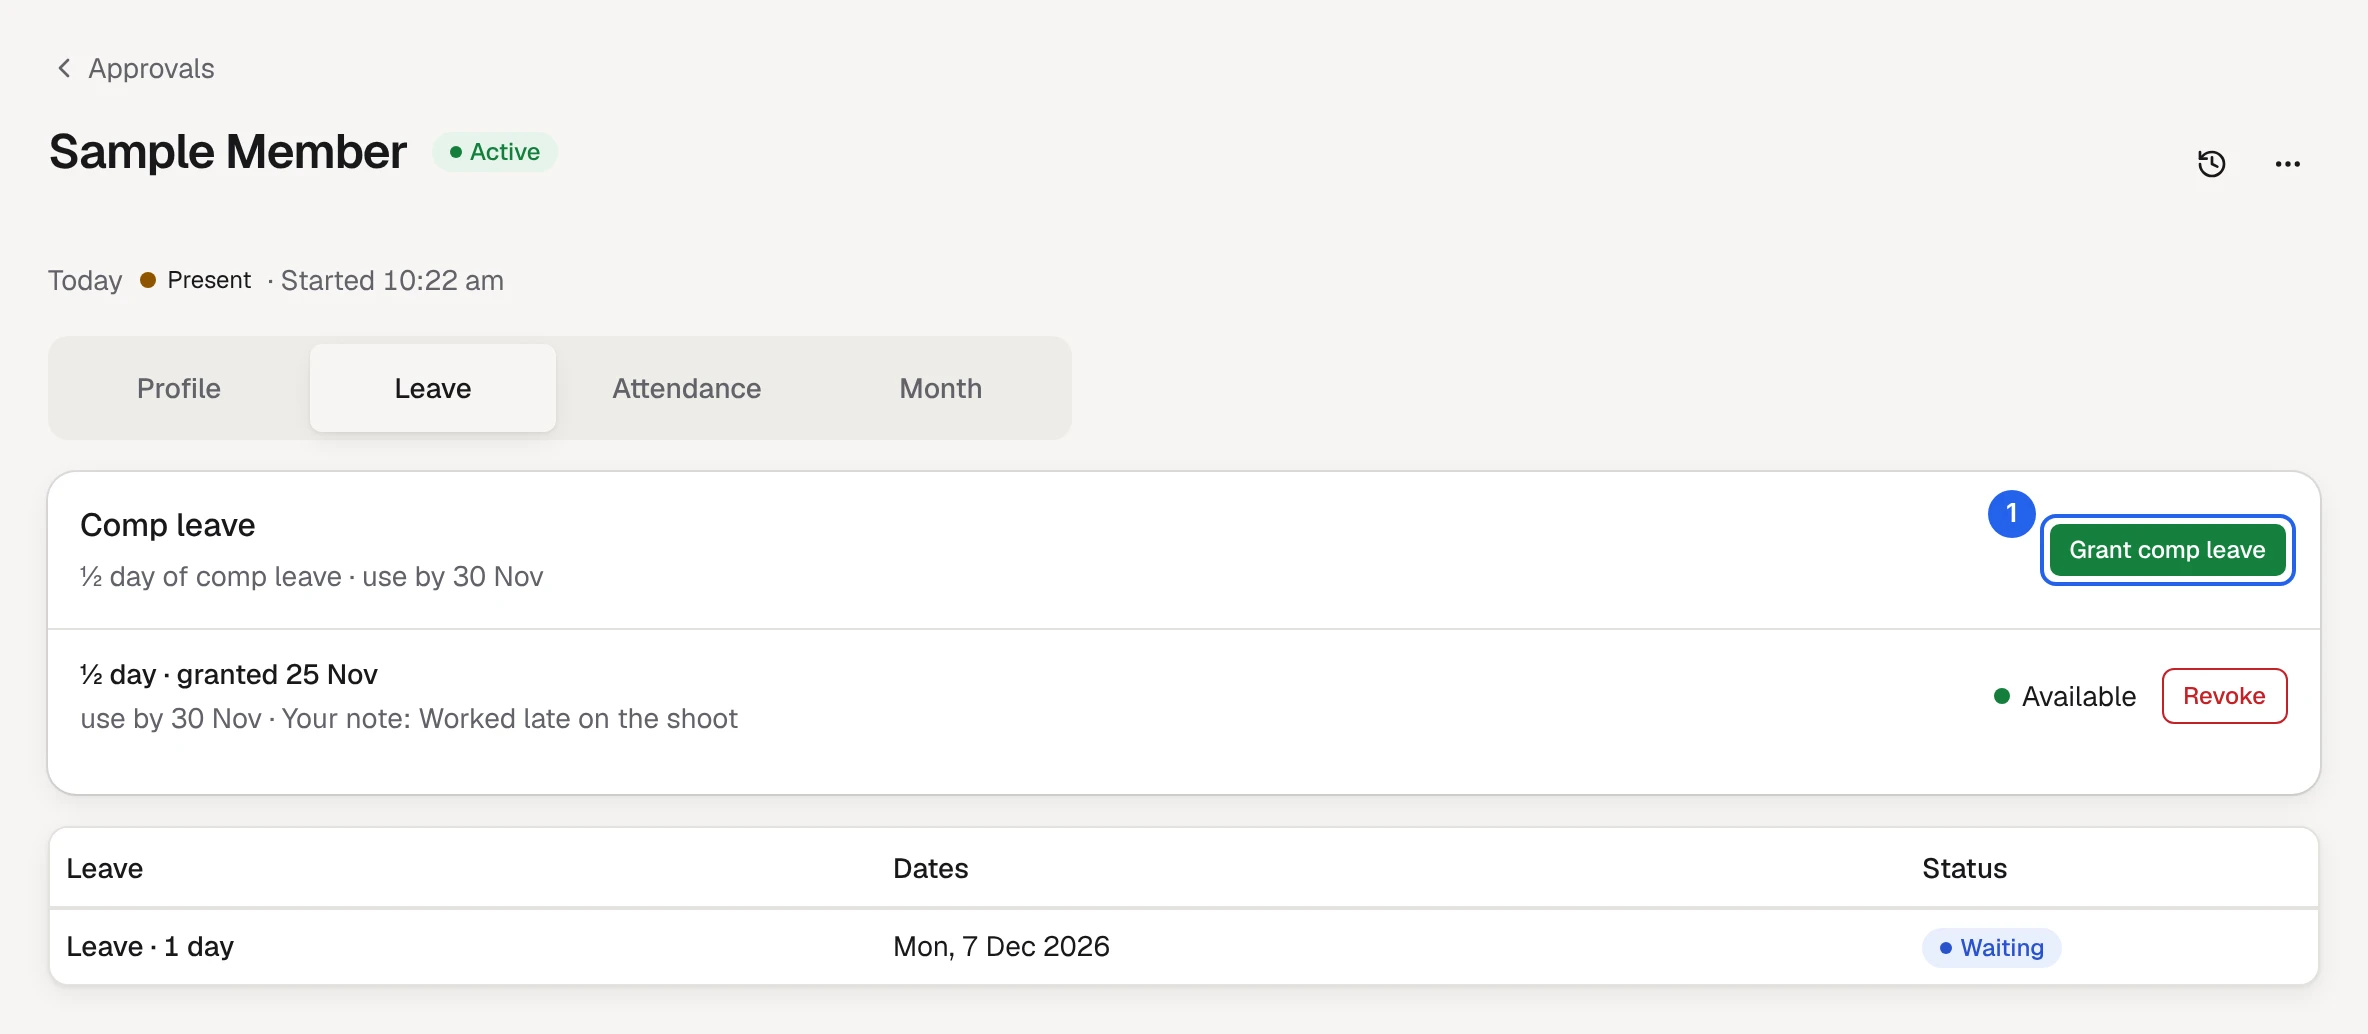 Approvals
Sample Member
Active
Today Present · Started 10:22 am
Profile Leave Attendance Month
Comp leave
½ day of comp leave · use by 30 Nov
1
Grant comp leave
½ day · granted 25 Nov
use by 30 Nov · Your note: Worked late on the shoot
Available Revoke
Leave Dates Status
Leave · 1 day Mon, 7 Dec 2026 Waiting